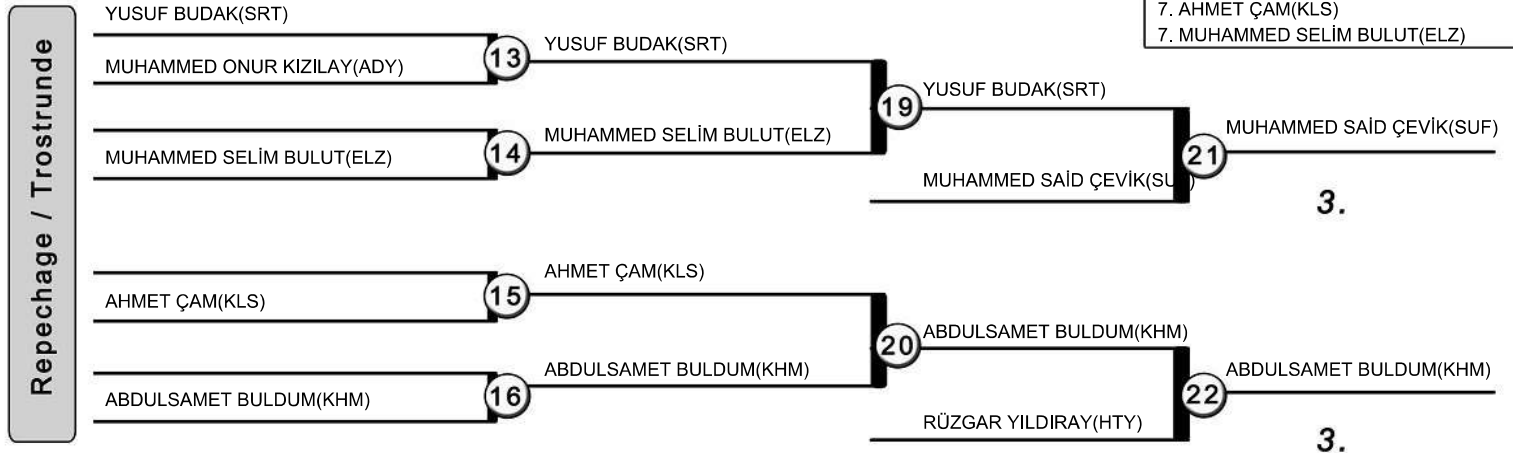 7. AHMET ÇAM(KLS)
7. MUHAMMED SELİM BULUT(ELZ)
Repechage / Trostrunde
YUSUF BUDAK(SRT)
MUHAMMED ONUR KIZILAY(ADY)
13
YUSUF BUDAK(SRT)
MUHAMMED SELİM BULUT(ELZ)
14
MUHAMMED SELİM BULUT(ELZ)
19
YUSUF BUDAK(SRT)
MUHAMMED SAİD ÇEVİK(SUF)
21
MUHAMMED SAİD ÇEVİK(SUF)
3.
AHMET ÇAM(KLS)
15
AHMET ÇAM(KLS)
ABDULSAMET BULDUM(KHM)
16
ABDULSAMET BULDUM(KHM)
20
ABDULSAMET BULDUM(KHM)
RÜZGAR YILDIRAY(HTY)
22
ABDULSAMET BULDUM(KHM)
3.